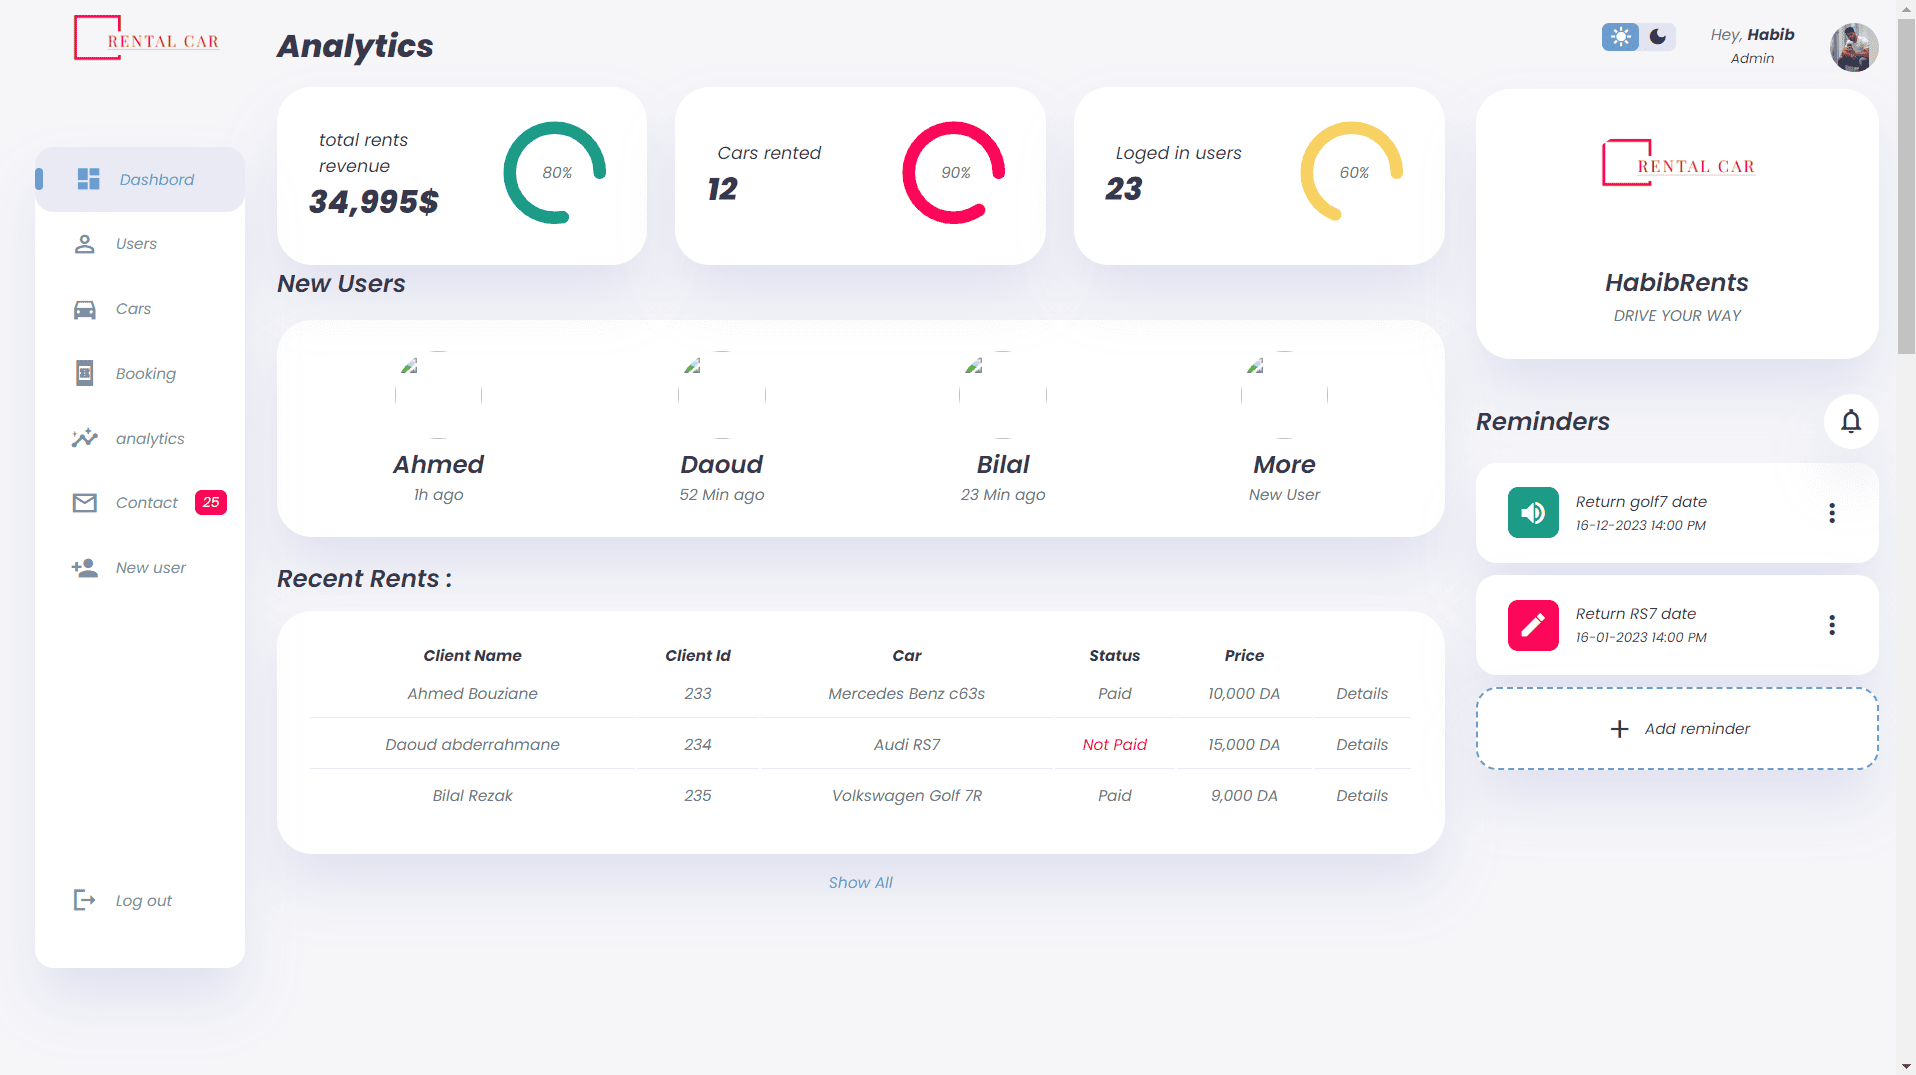 RENTAL CAR
Dashbord
Users
Cars
Booking
analytics
Contact 25
New user
Log out
Analytics
total rents
revenue
34,995$
80%
Cars rented
12
90%
Loged in users
23
60%
New Users
Ahmed
1h ago
Daoud
52 Min ago
Bilal
23 Min ago
More
New User
Recent Rents :
Client Name Client Id Car Status Price
Ahmed Bouziane 233 Mercedes Benz c63s Paid 10,000 DA Details
Daoud abderrahmane 234 Audi RS7 Not Paid 15,000 DA Details
Bilal Rezak 235 Volkswagen Golf 7R Paid 9,000 DA Details
Show All
Hey, Habib
Admin
RENTAL CAR
HabibRents
DRIVE YOUR WAY
Reminders
Return golf7 date
16-12-2023 14:00 PM
Return RS7 date
16-01-2023 14:00 PM
Add reminder